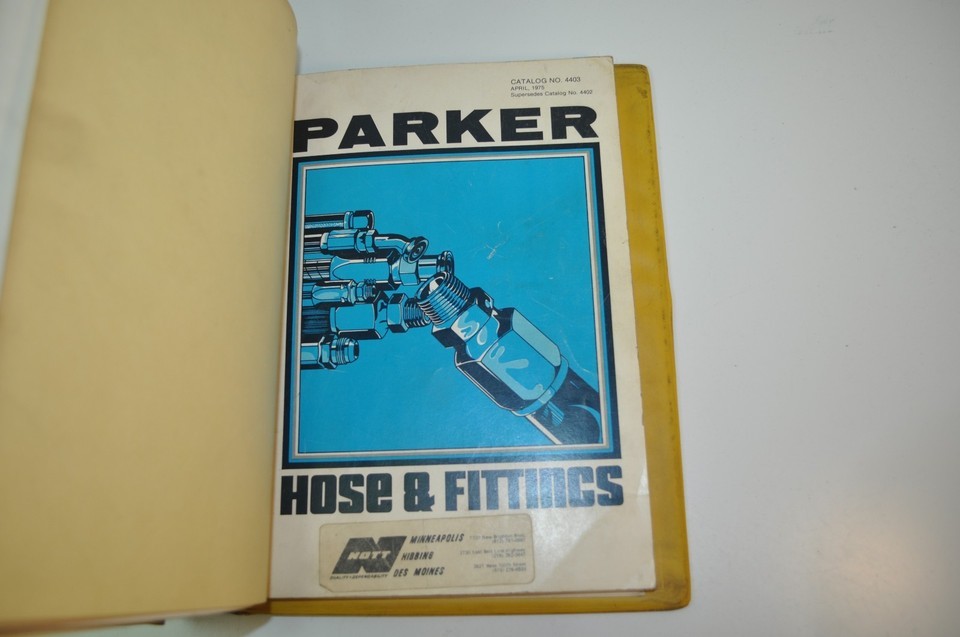 CATALOG NO. 4403
APRIL, 1975
Supersedes Catalog No. 4402
PARKER
HOSE & FITTINGS
NOTT
MINNEAPOLIS
HIBBING
DES MOINES